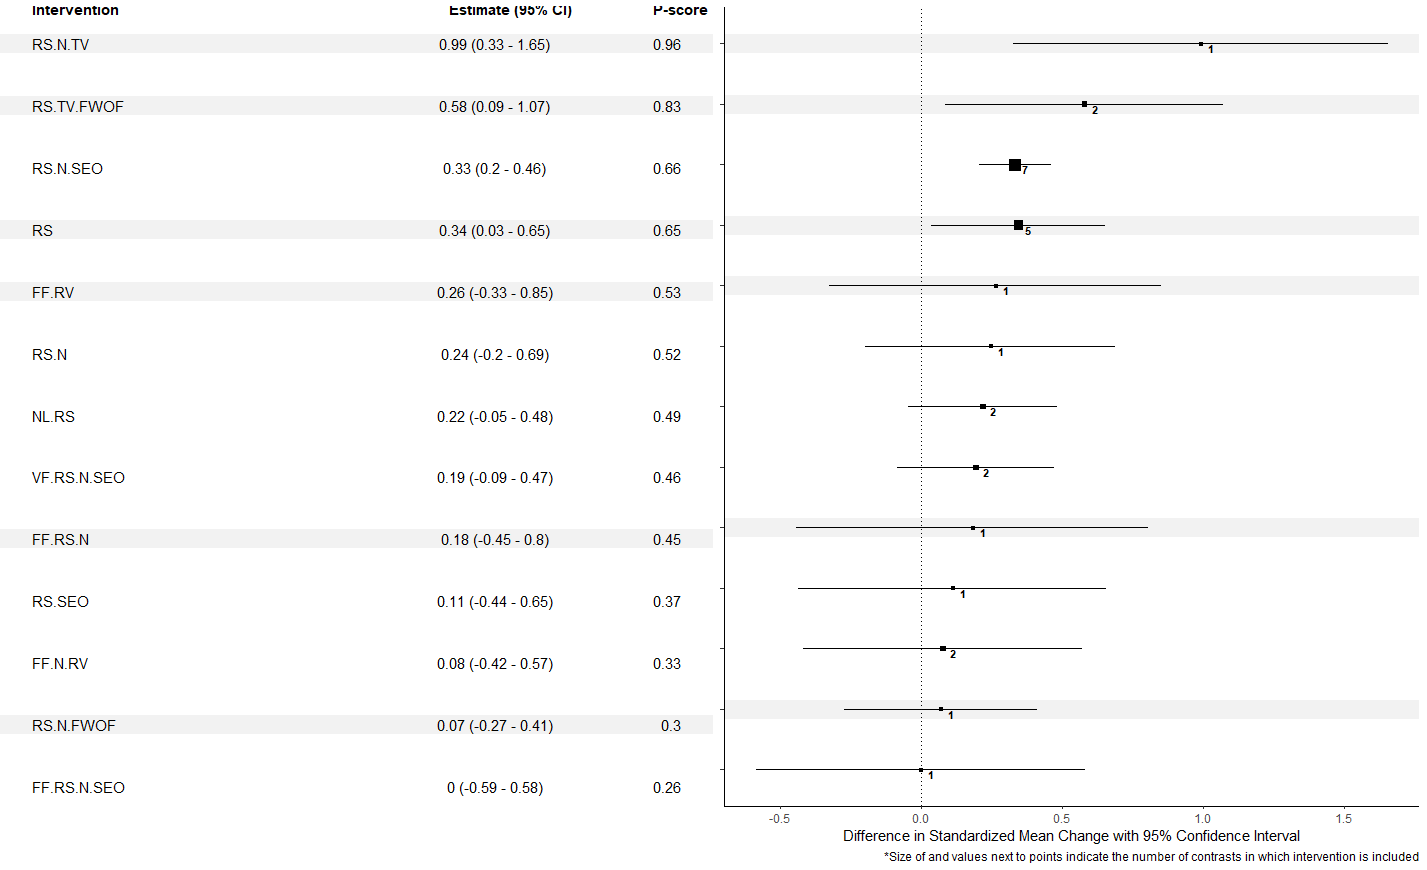 Intervention Estimate (95% CI) P-score
RS.N.TV 0.99 (0.33 - 1.65) 0.96 1
RS.TV.FWOF 0.58 (0.09 - 1.07) 0.83 2
RS.N.SEO 0.33 (0.2 - 0.46) 0.66 7
RS 0.34 (0.03 - 0.65) 0.65 5
FF.RV 0.26 (-0.33 - 0.85) 0.53 1
RS.N 0.24 (-0.2 - 0.69) 0.52 1
NL.RS 0.22 (-0.05 - 0.48) 0.49 2
VF.RS.N.SEO 0.19 (-0.09 - 0.47) 0.46 2
FF.RS.N 0.18 (-0.45 - 0.8) 0.45 1
RS.SEO 0.11 (-0.44 - 0.65) 0.37 1
FF.N.RV 0.08 (-0.42 - 0.57) 0.33 2
RS.N.FWOF 0.07 (-0.27 - 0.41) 0.3 1
FF.RS.N.SEO 0 (-0.59 - 0.58) 0.26 1
-0.5 0.0 0.5 1.0 1.5
Difference in Standardized Mean Change with 95% Confidence Interval
*Size of and values next to points indicate the number of contrasts in which intervention is included